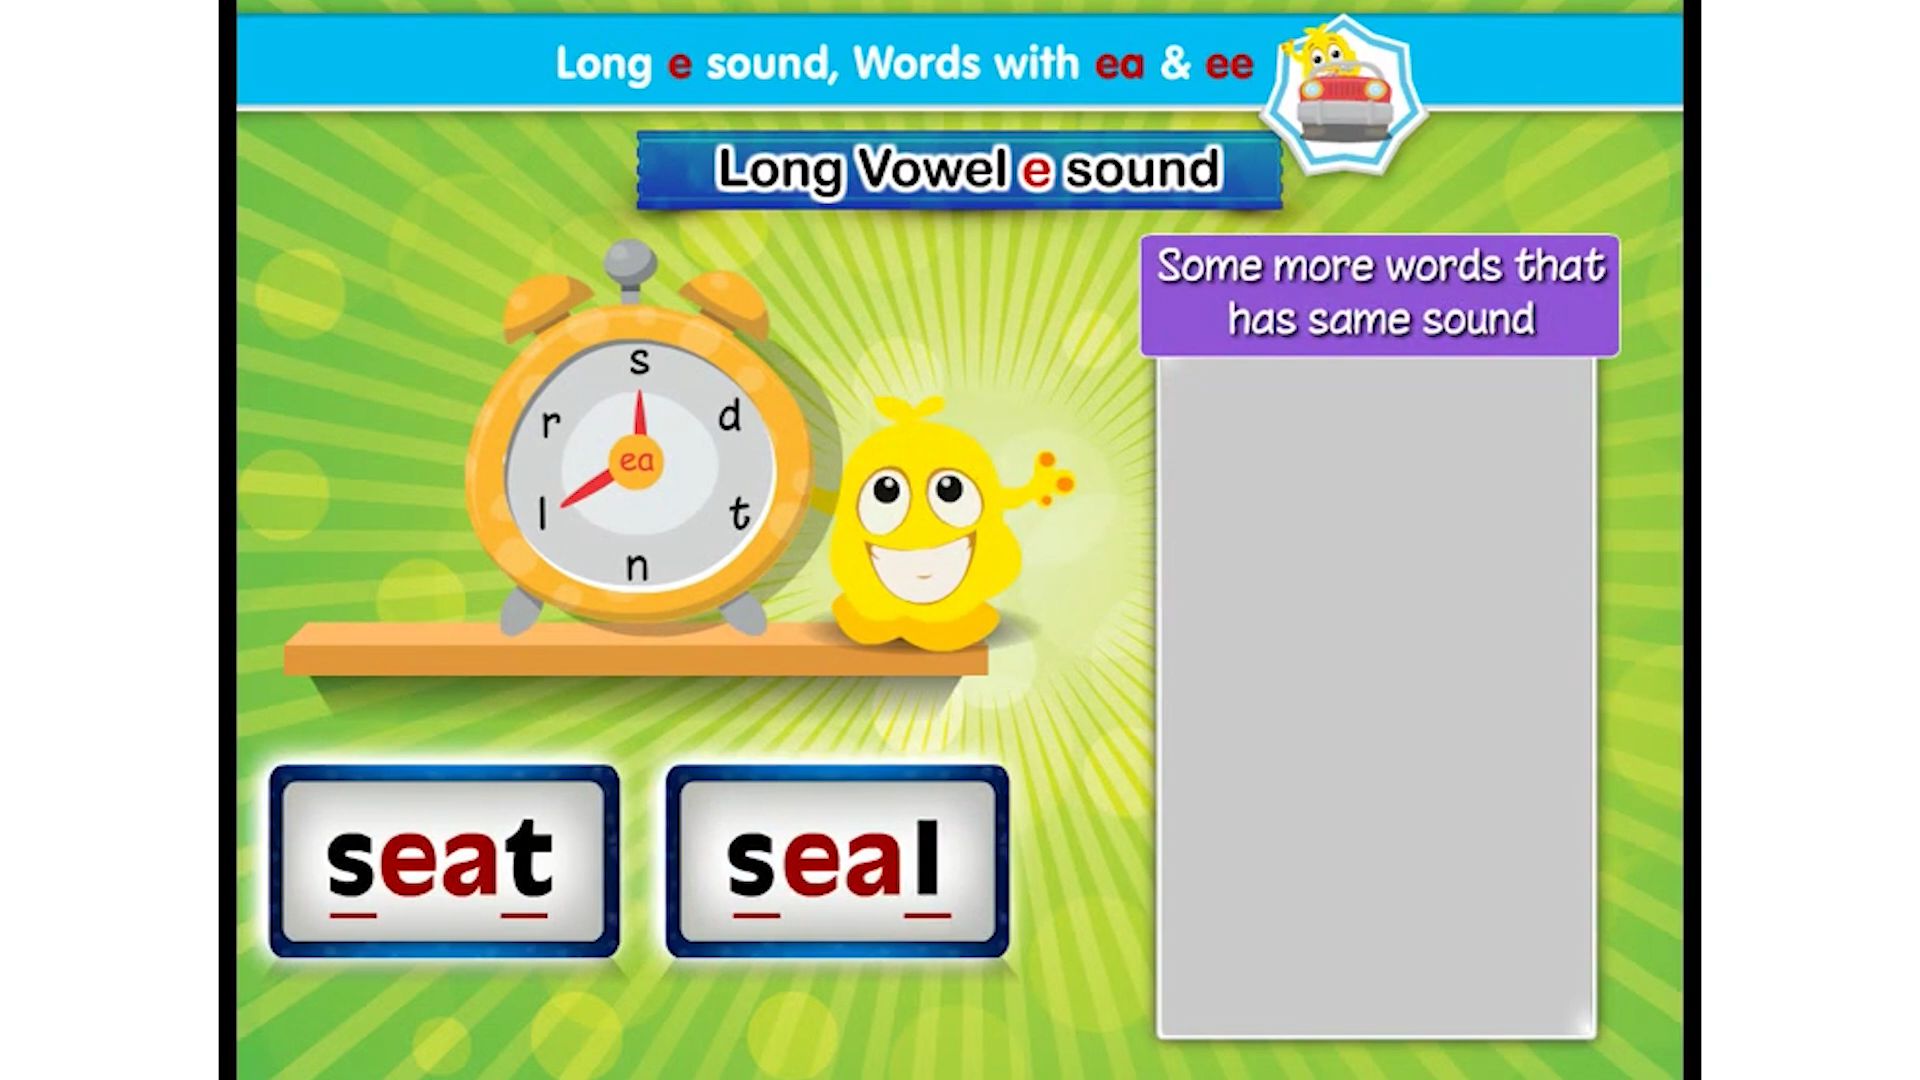 Long e sound, Words with ea & ee
Long Vowel e sound
Some more words that
has same sound
s
r d
ea
l t
n
seat
seal